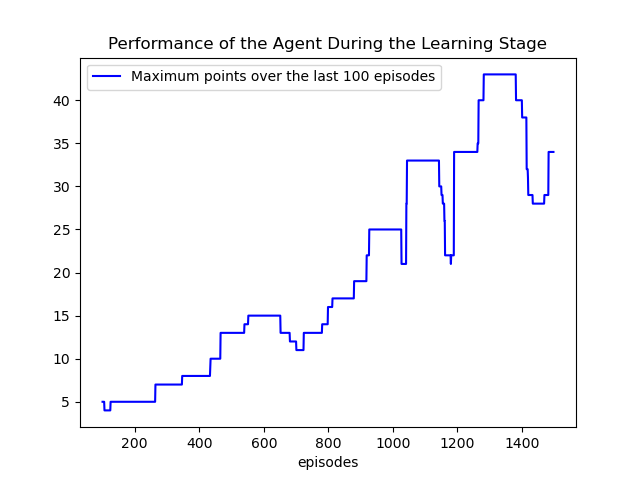 Performance of the Agent During the Learning Stage
Maximum points over the last 100 episodes
40
35
30
25
20
15
10
5
200 400 600 800 1000 1200 1400
episodes